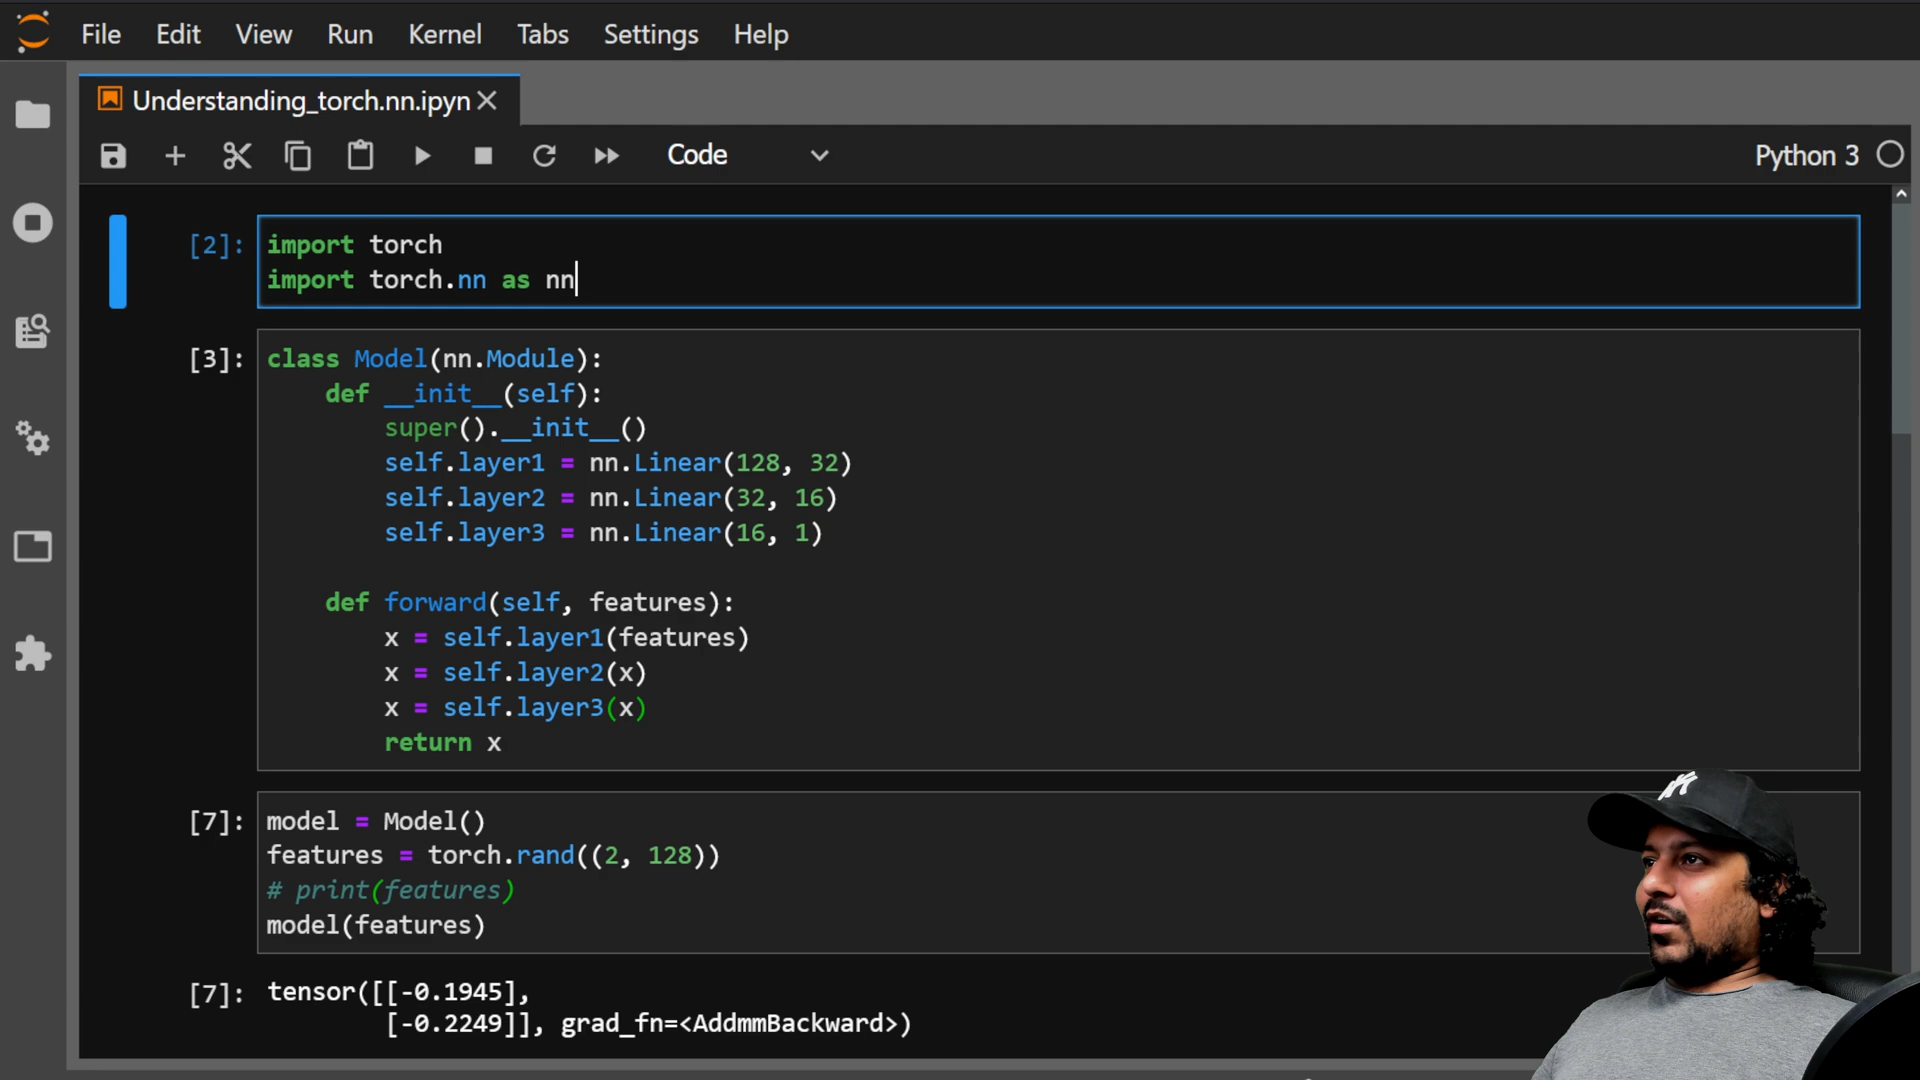 File Edit View Run Kernel Tabs Settings Help
Understanding_torch.nn.ipyn
Code
Python 3
[2]:
import torch
import torch.nn as nn
[3]:
class Model(nn.Module):
    def __init__(self):
        super().__init__()
        self.layer1 = nn.Linear(128, 32)
        self.layer2 = nn.Linear(32, 16)
        self.layer3 = nn.Linear(16, 1)
    def forward(self, features):
        x = self.layer1(features)
        x = self.layer2(x)
        x = self.layer3(x)
        return x
[7]:
model = Model()
features = torch.rand((2, 128))
# print(features)
model(features)
[7]:
tensor([[-0.1945],
        [-0.2249]], grad_fn=<AddmmBackward>)